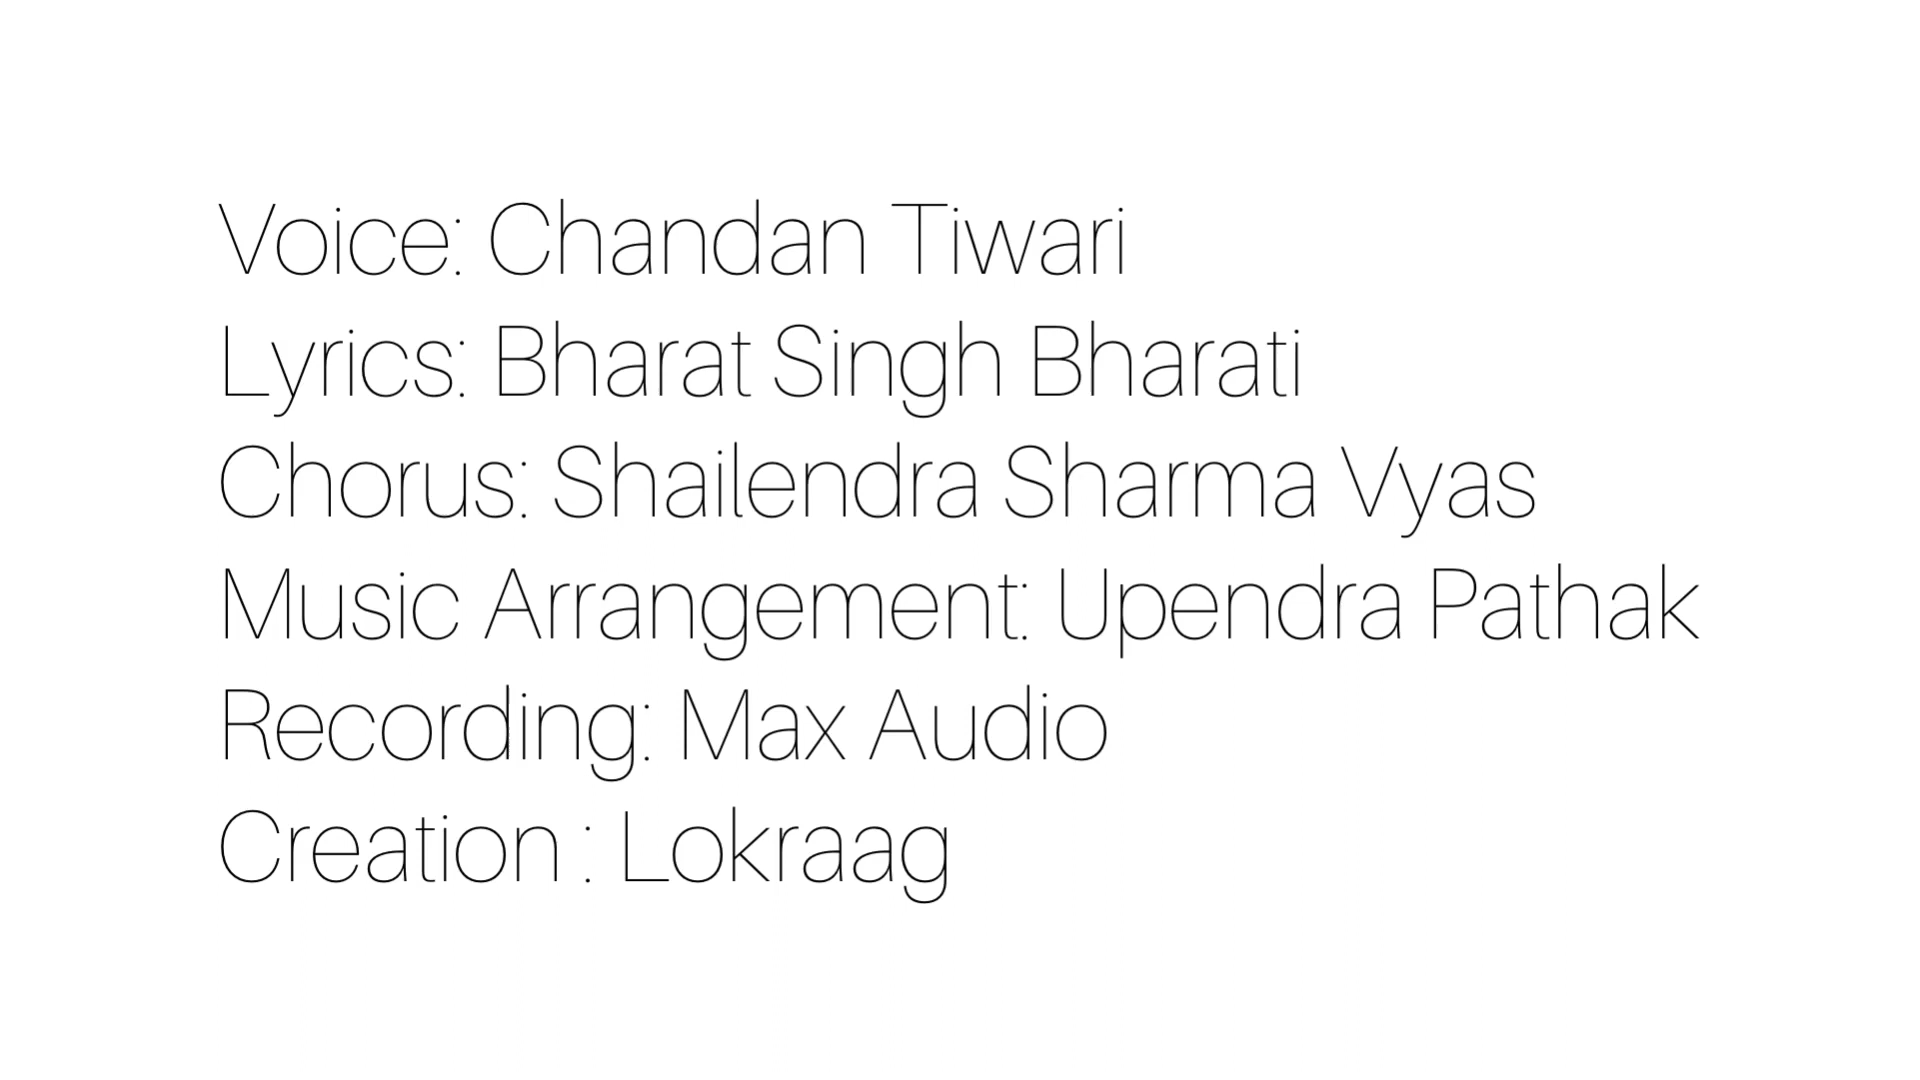 Voice: Chandan Tiwari
Lyrics: Bharat Singh Bharati
Chorus: Shailendra Sharma Vyas
Music Arrangement: Upendra Pathak
Recording: Max Audio
Creation : Lokraag